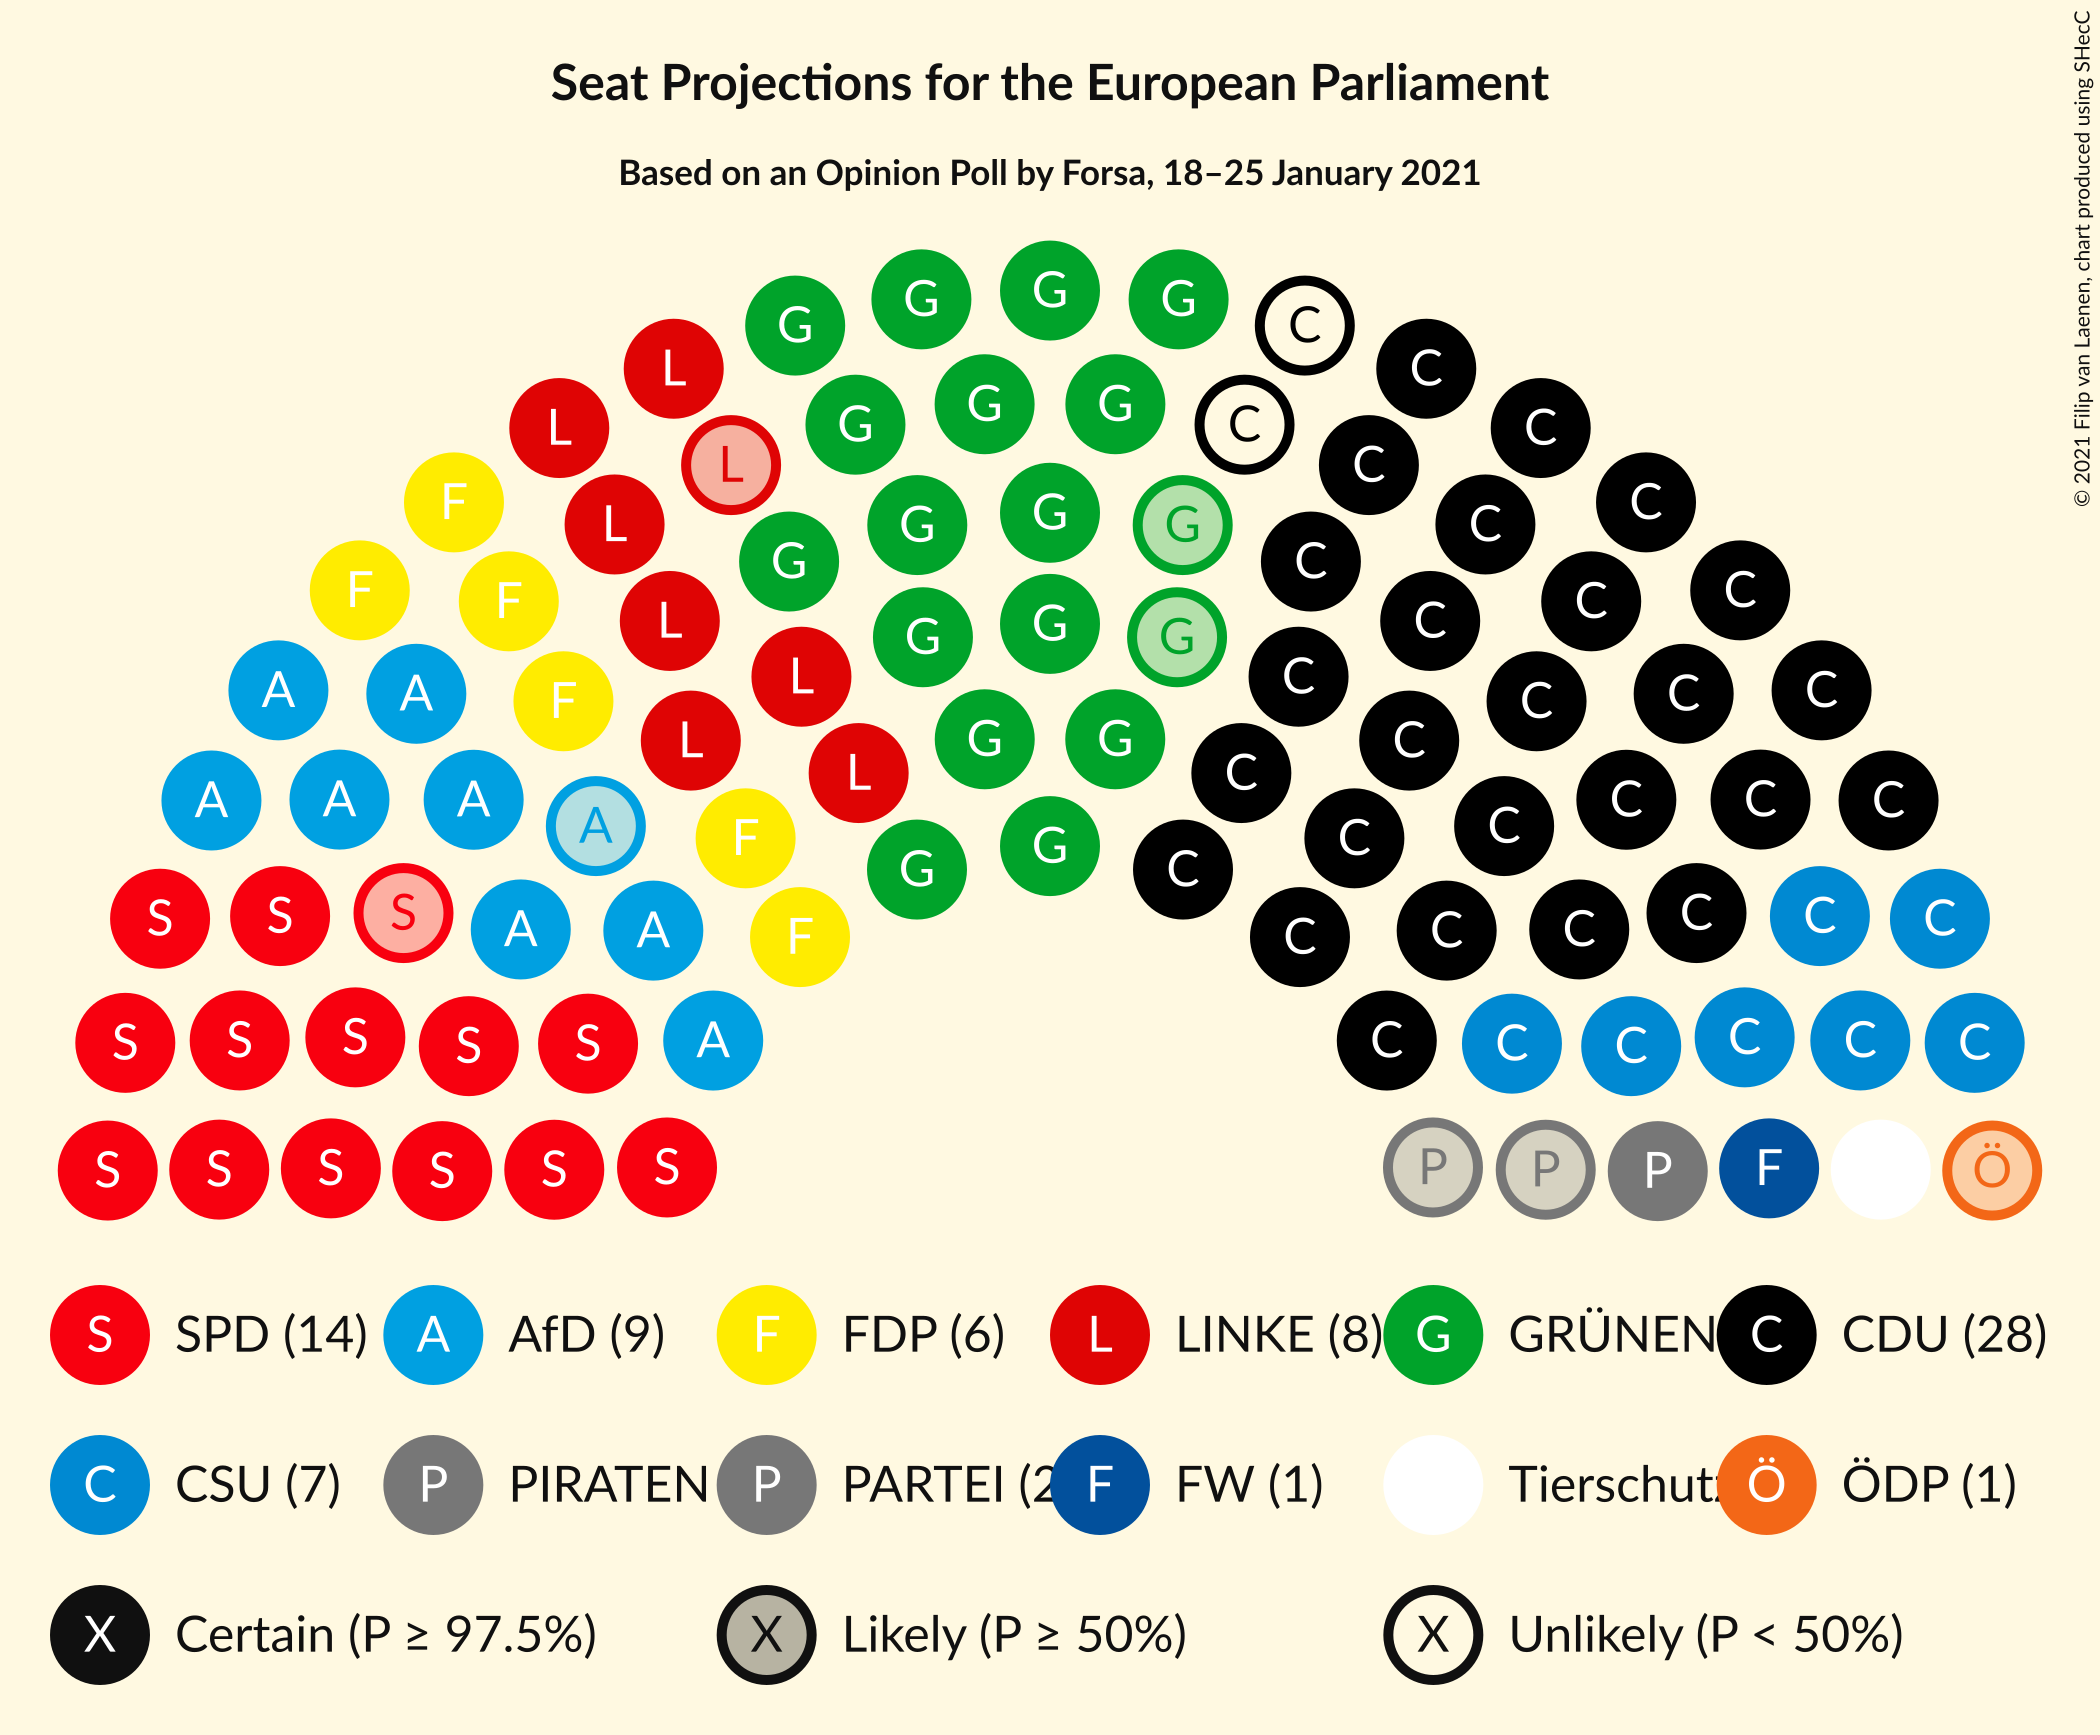 Seat Projections for the European Parliament
Based on an Opinion Poll by Forsa, 18–25 January 2021
© 2021 Filip van Laenen, chart produced using SHecC
G G G G C
L C
L G G G C C
L C
F L G G G C C
F F G C C C
L G G G C
A A F L C C C C
L G G C
A A A L C C C C
A F G C C
S S S A A F G C C C C C C C
S S S S S A C C C C C C
S S S S S S P P P F Ö
S SPD (14) A AfD (9) F FDP (6) L LINKE (8) G GRÜNEN C CDU (28)
C CSU (7) P PIRATEN P PARTEI (2 F FW (1) Tierschutz Ö ÖDP (1)
X Certain (P ≥ 97.5%) X Likely (P ≥ 50%) X Unlikely (P < 50%)